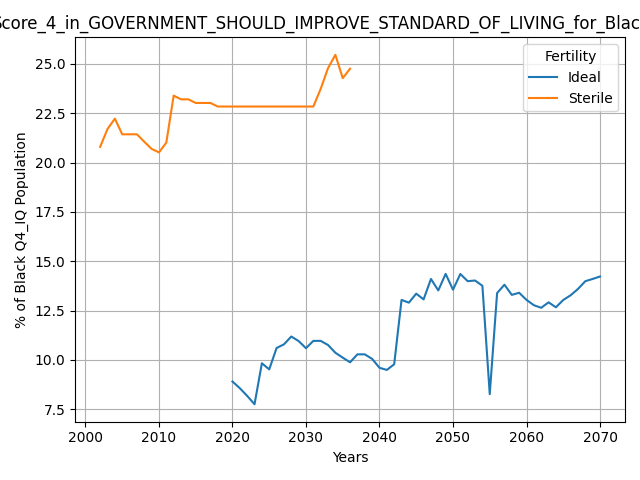 Score_4_in_GOVERNMENT_SHOULD_IMPROVE_STANDARD_OF_LIVING_for_Blac
25.0
22.5
20.0
17.5
15.0
12.5
10.0
7.5
% of Black Q4_IQ Population
Fertility
Ideal
Sterile
2000 2010 2020 2030 2040 2050 2060 2070
Years